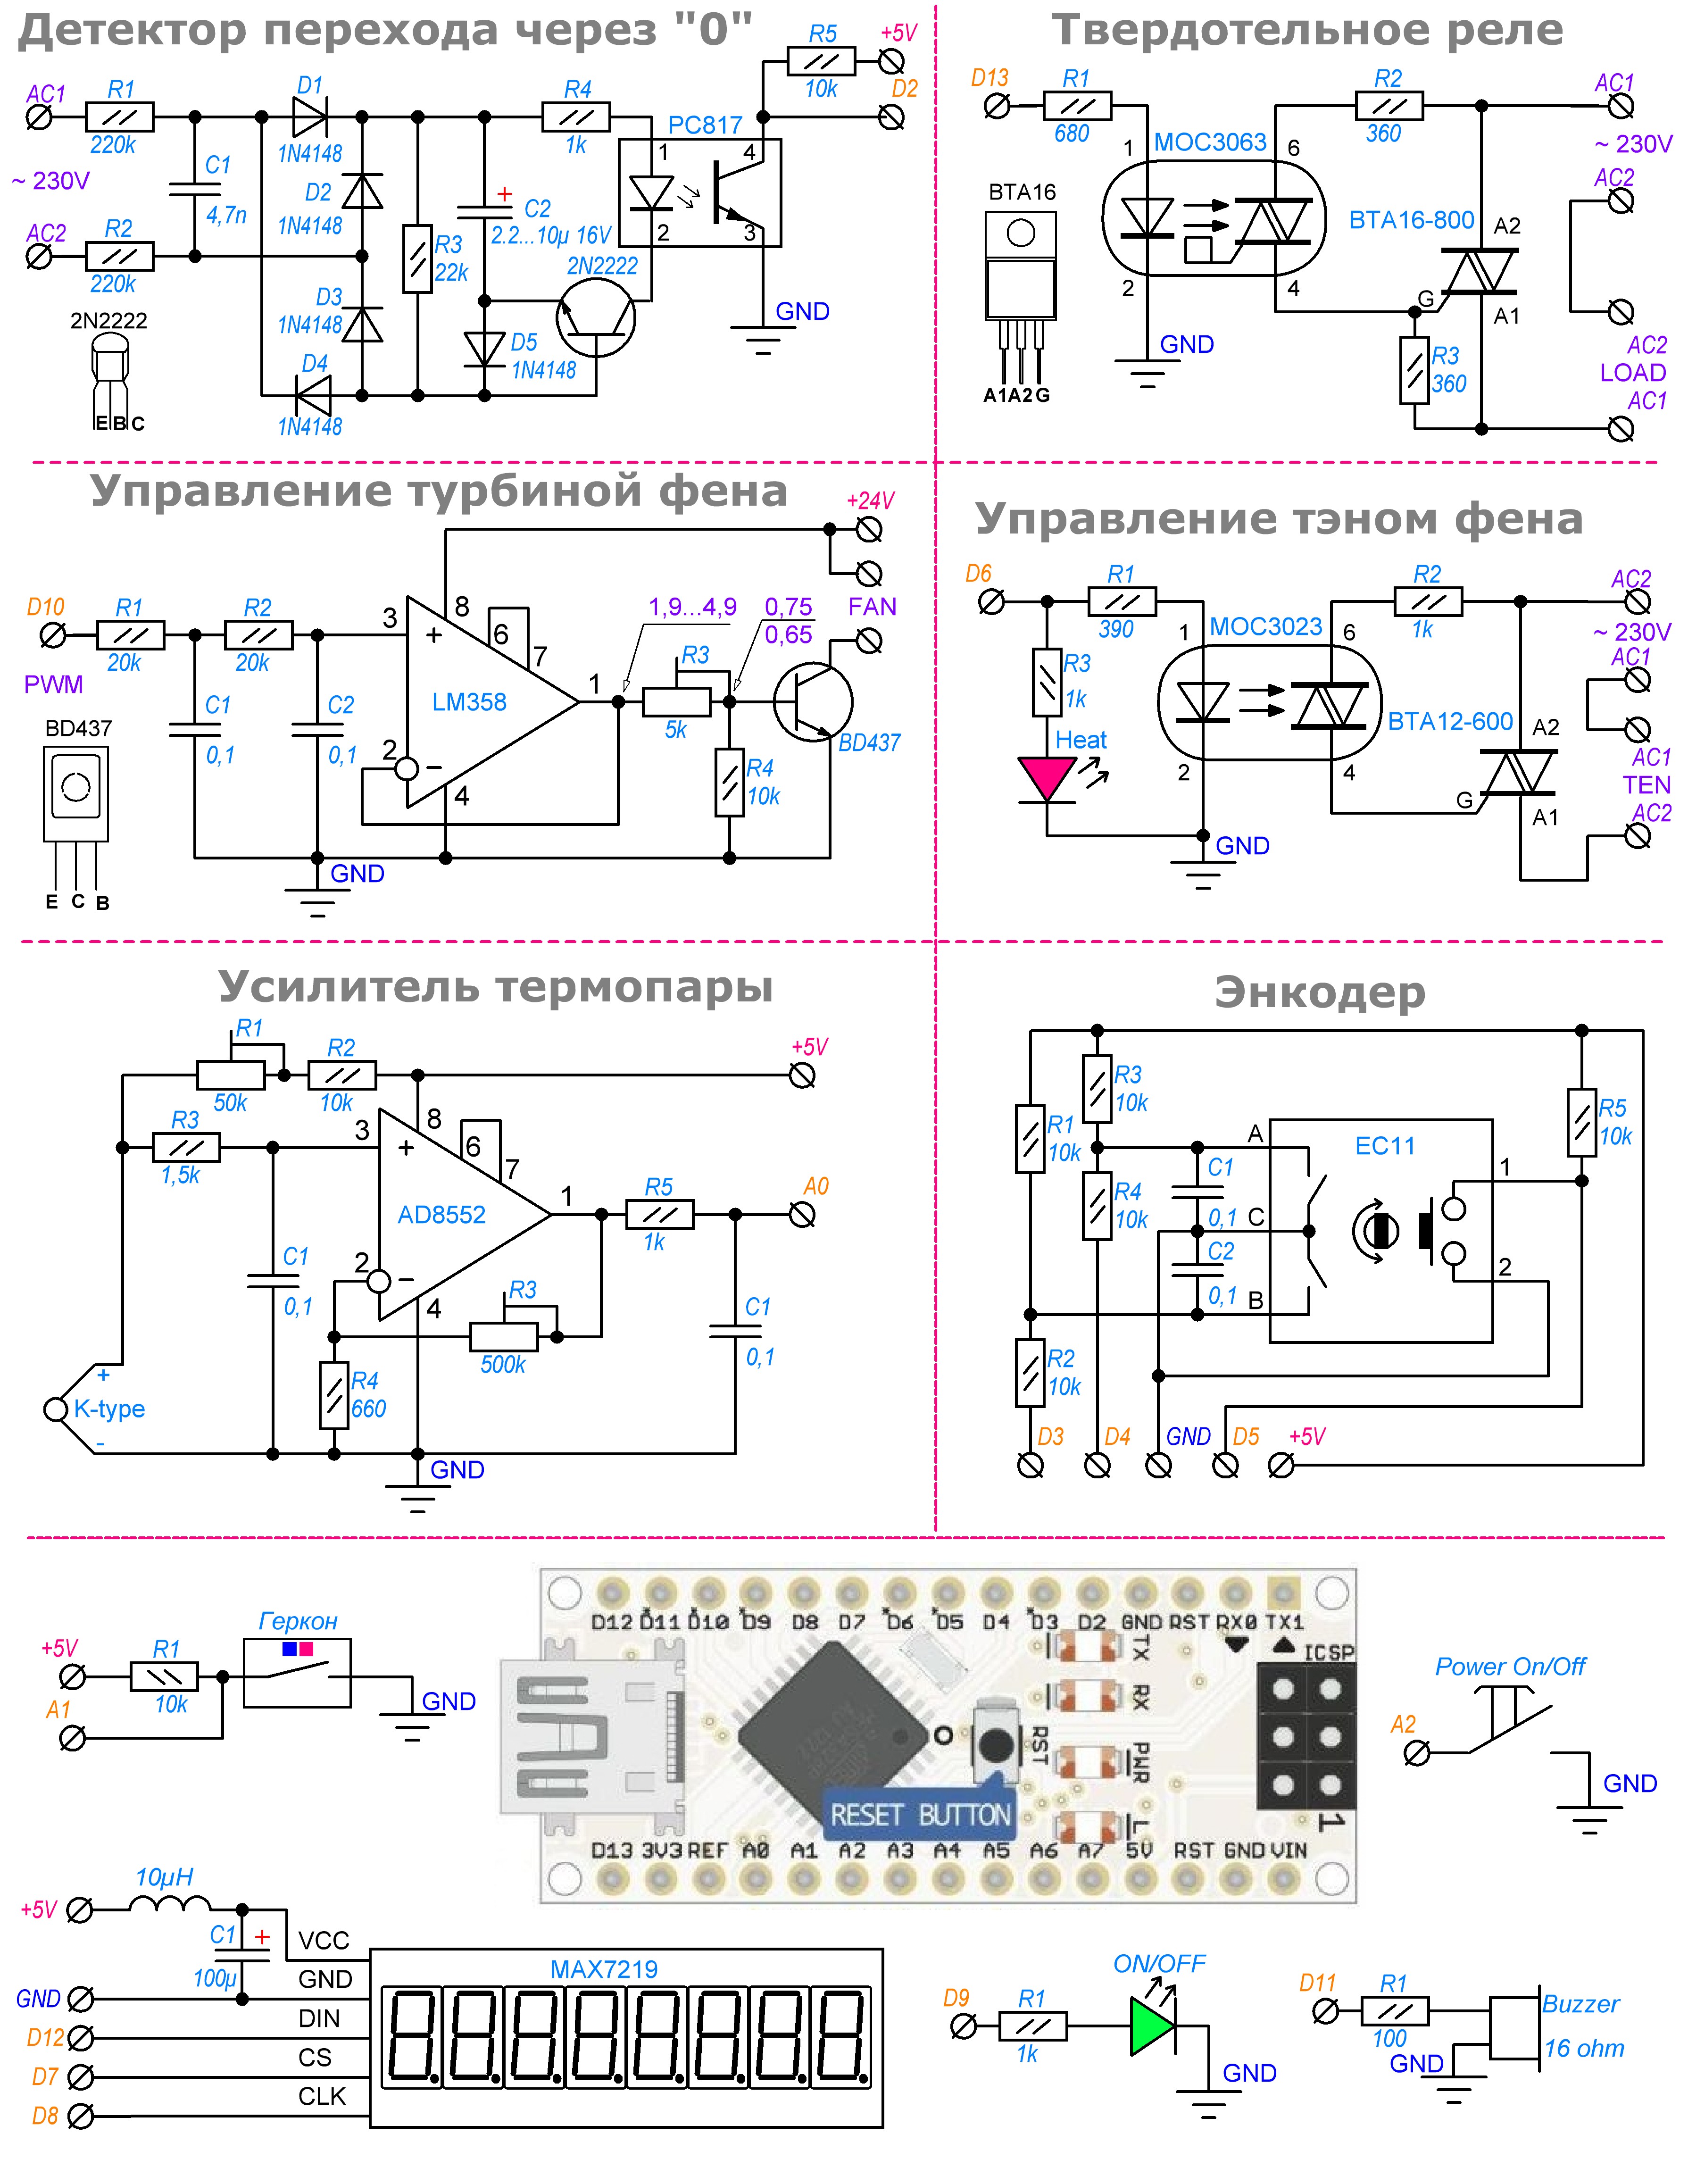 Детектор перехода через "0"
AC1
R1
220k
~ 230V
AC2
R2
220k
C1
4,7n
D1
1N4148
D2
1N4148
D3
1N4148
D4
1N4148
R3
22k
+
C2
2.2...10µ 16V
2N2222
D5
1N4148
R4
1k
PC817
1
2
4
3
R5
10k
+5V
D2
GND
2N2222
E B C
Твердотельное реле
D13
R1
680
MOC3063
1
2
6
4
GND
R2
360
BTA16
A1 A2 G
BTA16-800
A2
G
A1
R3
360
AC1
~ 230V
AC2
AC2
LOAD
AC1
Управление турбиной фена
D10
PWM
R1
20k
R2
20k
C1
0,1
C2
0,1
3
+
8
6
7
LM358
1
2
−
4
1,9...4,9
0,75
0,65
R3
5k
R4
10k
+24V
FAN
BD437
GND
BD437
E C B
Управление тэном фена
D6
R1
390
R3
1k
Heat
MOC3023
1
2
6
4
GND
R2
1k
BTA12-600
A2
G
A1
AC2
~ 230V
AC1
AC1
TEN
AC2
Усилитель термопары
R1
50k
R2
10k
+5V
R3
1,5k
3
+
8
6
7
AD8552
1
2
−
4
C1
0,1
R5
1k
A0
R3
500k
C1
0,1
R4
660
+
K-type
-
GND
Энкодер
R3
10k
R1
10k
R4
10k
R2
10k
A
C1
0,1
C
C2
0,1
B
EC11
1
2
R5
10k
D3
D4
GND
D5
+5V
+5V
R1
10k
A1
Геркон
GND
D12 *D11 *D10 *D9 D8 D7 *D6 *D5 D4 *D3 D2 GND RST RX0 TX1
ICSP
TX
RX
RST
PWR
L
1
RESET BUTTON
D13 3V3 REF A0 A1 A2 A3 A4 A5 A6 A7 5V RST GND VIN
Power On/Off
A2
GND
10µH
+5V
C1
+
100µ
GND
D12
D7
D8
VCC
GND
DIN
CS
CLK
MAX7219
8.8.8.8.8.8.8.8.
D9
R1
1k
ON/OFF
GND
D11
R1
100
GND
Buzzer
16 ohm